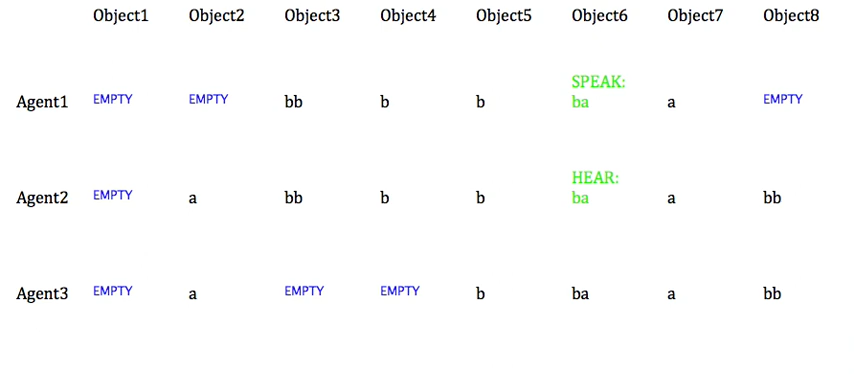 Object1 Object2 Object3 Object4 Object5 Object6 Object7 Object8
SPEAK:
Agent1 EMPTY EMPTY bb b b ba a EMPTY
HEAR:
Agent2 EMPTY a bb b b ba a bb
Agent3 EMPTY a EMPTY EMPTY b ba a bb